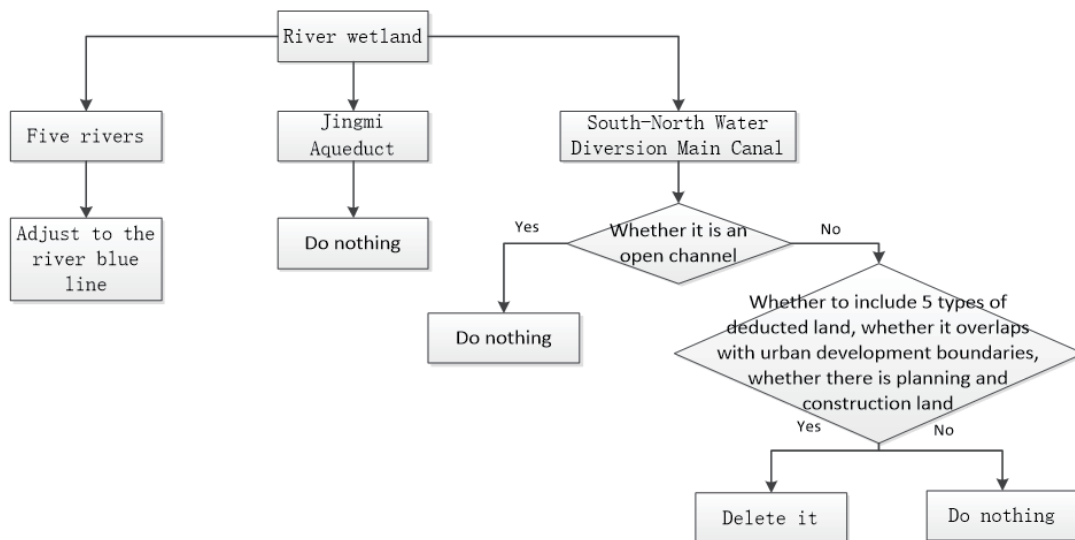 River wetland
Five rivers
Jingmi
Aqueduct
South-North Water
Diversion Main Canal
Adjust to the
river blue
line
Do nothing
Yes
Whether it is an
open channel
No
Do nothing
Whether to include 5 types of
deducted land, whether it overlaps
with urban development boundaries,
whether there is planning and
construction land
Yes
No
Delete it
Do nothing